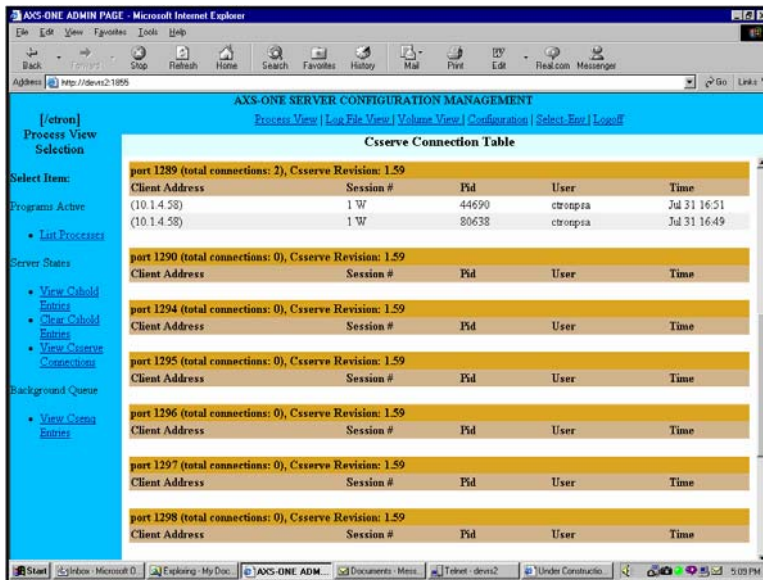 AXS-ONE ADMIN PAGE - Microsoft Internet Explorer
File Edit View Favorites Tools Help
Back Forward Stop Refresh Home Search Favorites History Mail Print Edit Real.com Messenger
Address http://devrs2:1855 Go Links
AXS-ONE SERVER CONFIGURATION MANAGEMENT
Process View | Log File View | Volume View | Configuration | Select-Env | Logoff
[/etron]
Process View
Selection
Select Item:
Programs Active
List Processes
Server States
View Cshold
Entries
Clear Cshold
Entries
View Csserve
Connections
Background Queue
View Cseng
Entries
Csserve Connection Table
port 1289 (total connections: 2), Csserve Revision: 1.59
Client Address Session # Pid User Time
(10.1.4.58) 1 W 44690 ctronpsa Jul 31 16:51
(10.1.4.58) 1 W 80638 ctronpsa Jul 31 16:49
port 1290 (total connections: 0), Csserve Revision: 1.59
Client Address Session # Pid User Time
port 1294 (total connections: 0), Csserve Revision: 1.59
Client Address Session # Pid User Time
port 1295 (total connections: 0), Csserve Revision: 1.59
Client Address Session # Pid User Time
port 1296 (total connections: 0), Csserve Revision: 1.59
Client Address Session # Pid User Time
port 1297 (total connections: 0), Csserve Revision: 1.59
Client Address Session # Pid User Time
port 1298 (total connections: 0), Csserve Revision: 1.59
Client Address Session # Pid User Time
Start Inbox - Microsoft O... Exploring - My Doc... AXS-ONE ADM... Documents - Mess... Telnet - devrs2 Under Constructio... 5:09 PM